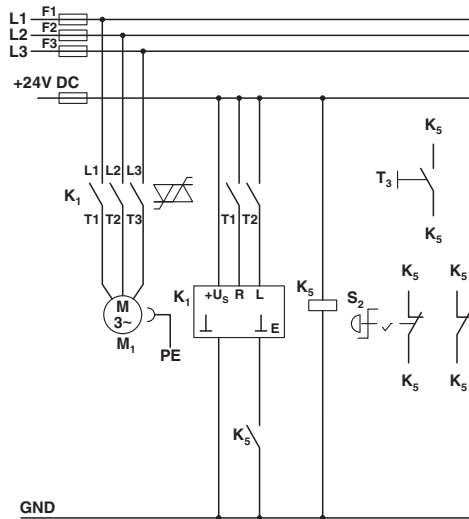 L1 F1
L2 F2
L3 F3
+24V DC
K5
L1 L2 L3
K1
T3
T1 T2 T3
T1 T2
K5
K1
+US R L
K5
S2
K5 K5
M
3~
E
M1
PE
K5 K5
K5
GND